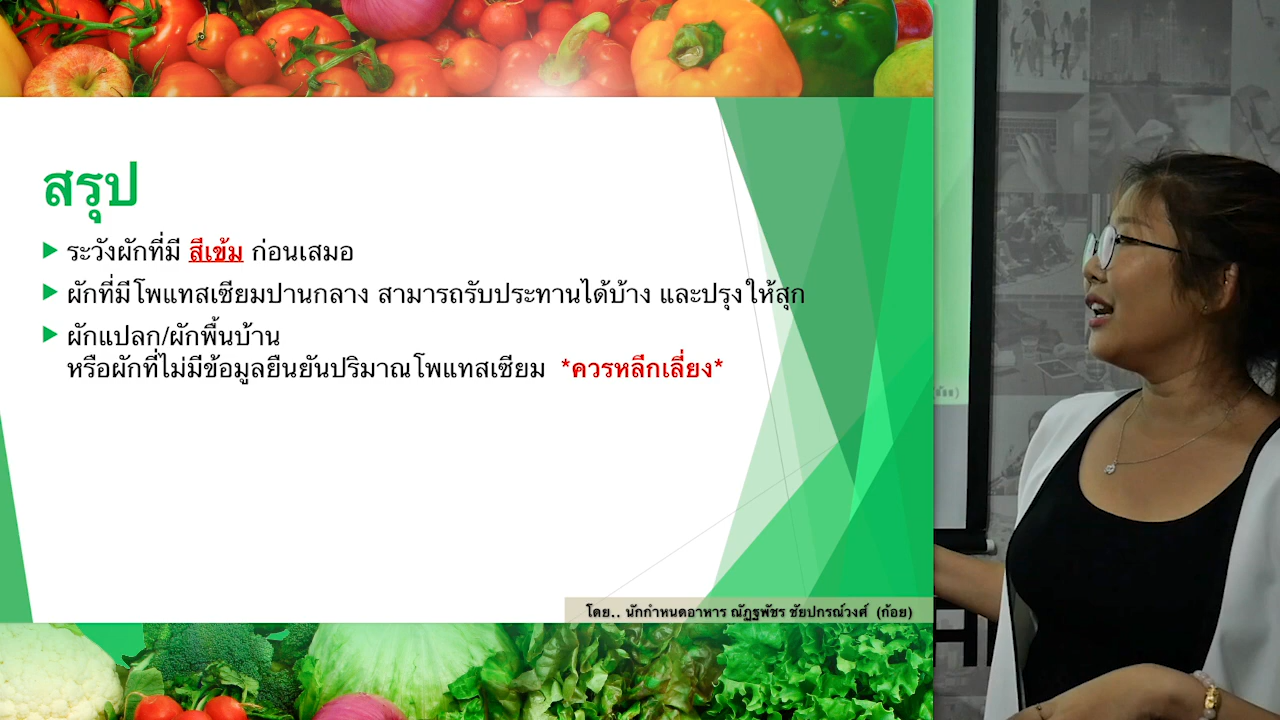 สรุป
ระวังผักที่มี สีเข้ม ก่อนเสมอ
ผักที่มีโพแทสเซียมปานกลาง สามารถรับประทานได้บ้าง และปรุงให้สุก
ผักแปลก/ผักพื้นบ้าน
หรือผักที่ไม่มีข้อมูลยืนยันปริมาณโพแทสเซียม *ควรหลีกเลี่ยง*
โดย.. นักกำหนดอาหาร ณัฏฐพัชร ชัยปกรณ์วงศ์ (ก้อย)